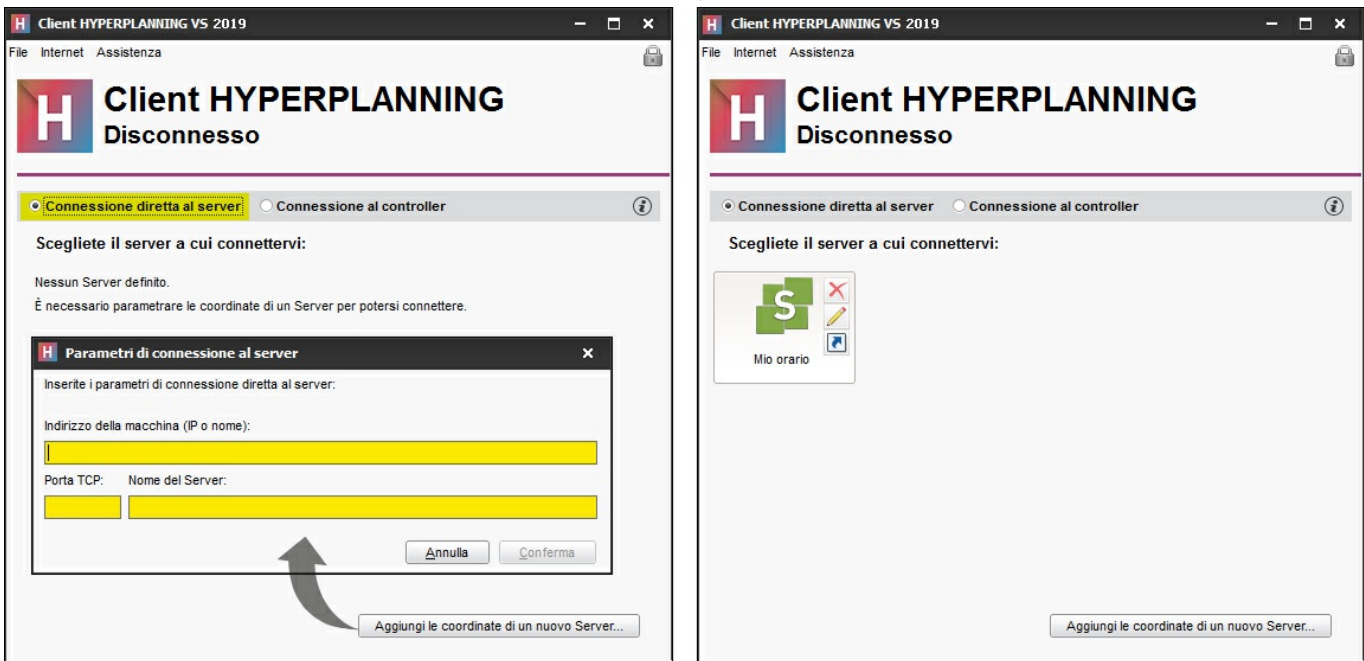 Client HYPERPLANNING VS 2019
File Internet Assistenza
H Client HYPERPLANNING
Disconnesso
Connessione diretta al server Connessione al controller
Scegliete il server a cui connettervi:
Nessun Server definito.
È necessario parametrare le coordinate di un Server per potersi connettere.
Parametri di connessione al server
Inserite i parametri di connessione diretta al server:
Indirizzo della macchina (IP o nome):
Porta TCP: Nome del Server:
Annulla Conferma
Aggiungi le coordinate di un nuovo Server...
Client HYPERPLANNING VS 2019
File Internet Assistenza
H Client HYPERPLANNING
Disconnesso
Connessione diretta al server Connessione al controller
Scegliete il server a cui connettervi:
S
Mio orario
Aggiungi le coordinate di un nuovo Server...